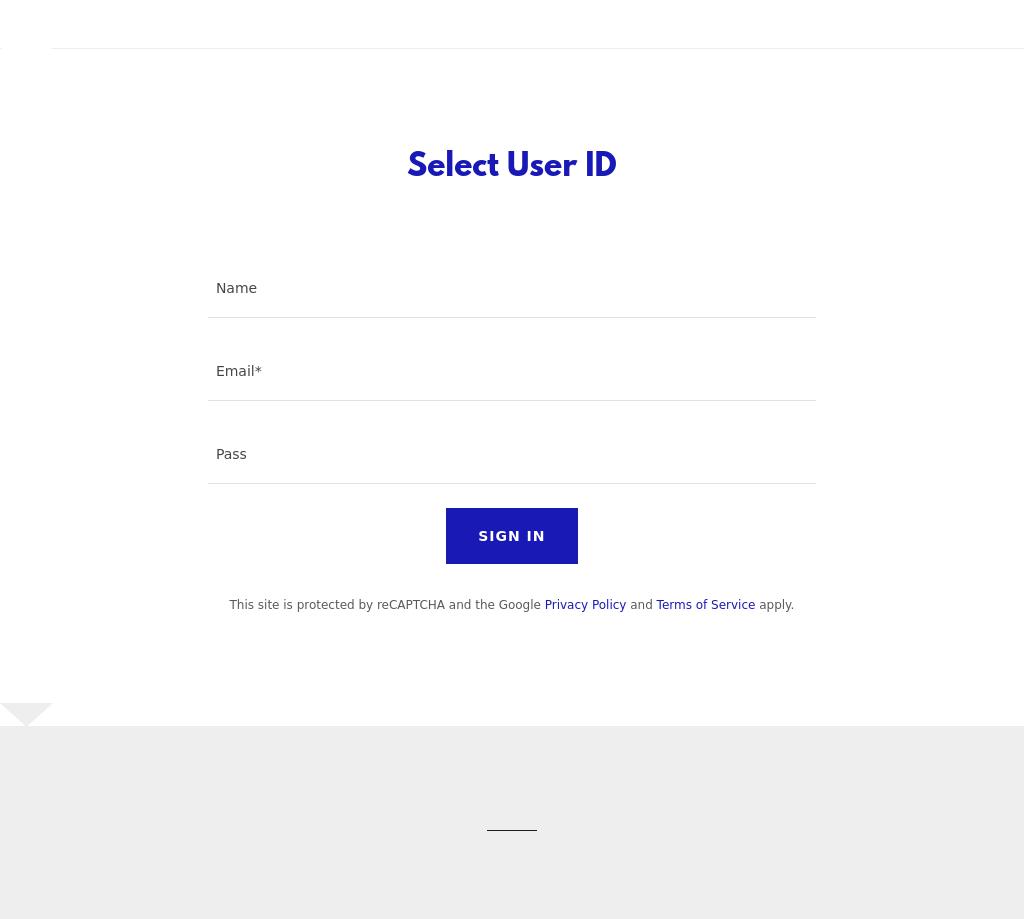 Select User ID
Name
Email*
Pass
SIGN IN
This site is protected by reCAPTCHA and the Google Privacy Policy and Terms of Service apply.